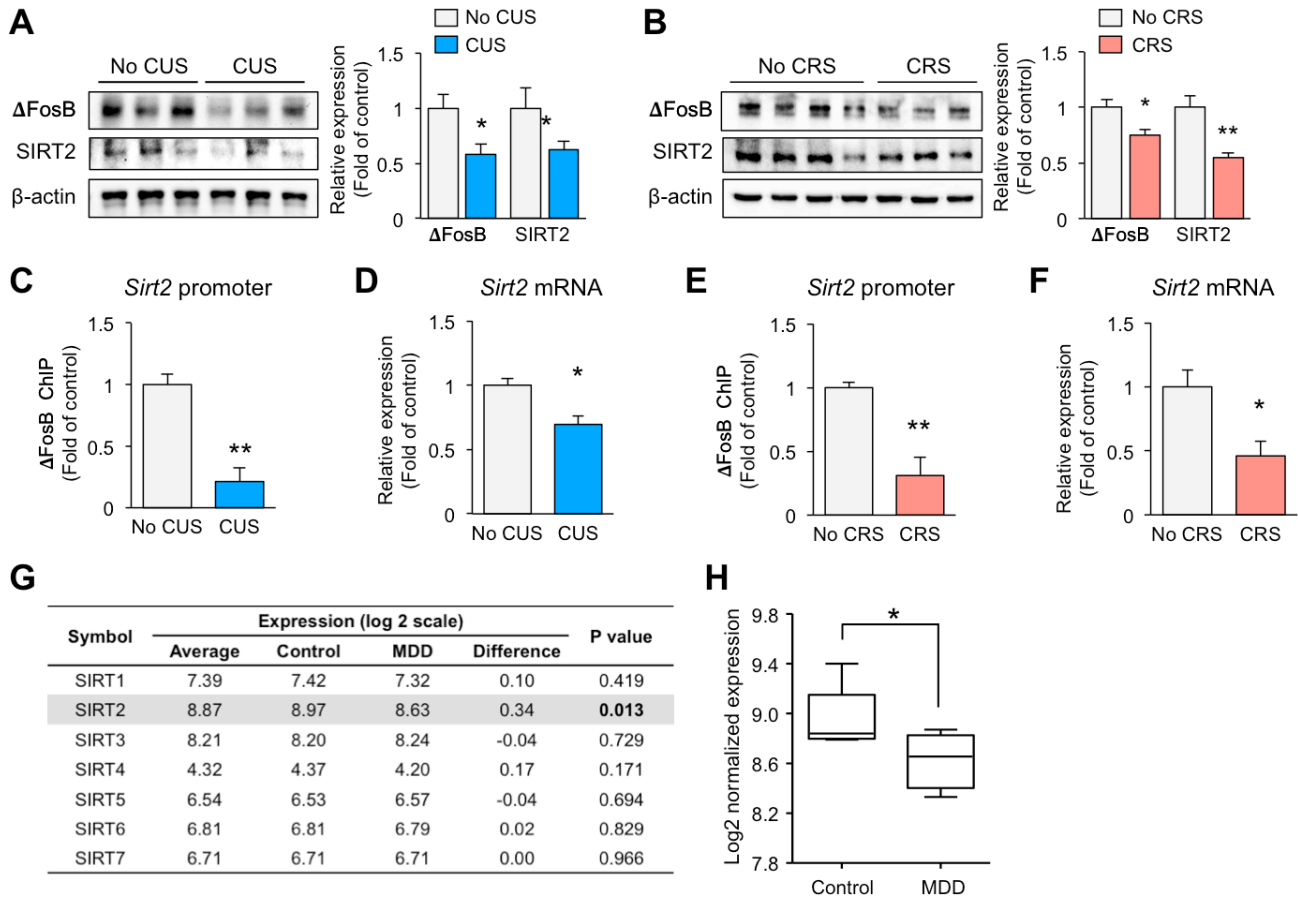 A
No CUS
CUS
No CUS CUS
ΔFosB
SIRT2
β-actin
Relative expression
(Fold of control)
1.5
1
0.5
0
*
*
ΔFosB SIRT2
B
No CRS
CRS
No CRS CRS
ΔFosB
SIRT2
β-actin
Relative expression
(Fold of control)
1.5
1
0.5
0
*
**
ΔFosB SIRT2
C
Sirt2 promoter
ΔFosB ChIP
(Fold of control)
1.5
1
0.5
0
**
No CUS CUS
D
Sirt2 mRNA
Relative expression
(Fold of control)
1.5
1
0.5
0
*
No CUS CUS
E
Sirt2 promoter
ΔFosB ChIP
(Fold of control)
1.5
1
0.5
0
**
No CRS CRS
F
Sirt2 mRNA
Relative expression
(Fold of control)
1.5
1
0.5
0
*
No CRS CRS
G
Symbol Expression (log 2 scale) P value
Average Control MDD Difference
SIRT1 7.39 7.42 7.32 0.10 0.419
SIRT2 8.87 8.97 8.63 0.34 0.013
SIRT3 8.21 8.20 8.24 -0.04 0.729
SIRT4 4.32 4.37 4.20 0.17 0.171
SIRT5 6.54 6.53 6.57 -0.04 0.694
SIRT6 6.81 6.81 6.79 0.02 0.829
SIRT7 6.71 6.71 6.71 0.00 0.966
H
Log2 normalized expression
9.8
9.4
9.0
8.6
8.2
7.8
*
Control MDD